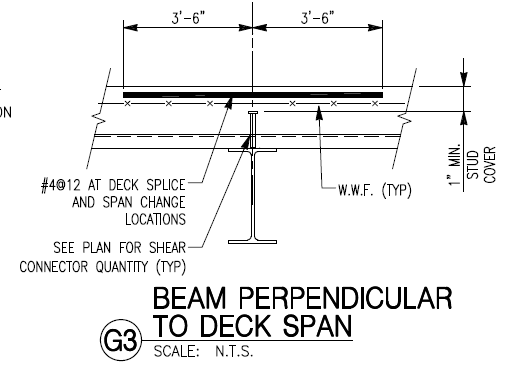 3'-6"
3'-6"
ON
#4@12 AT DECK SPLICE
AND SPAN CHANGE
LOCATIONS
W.W.F. (TYP)
1" MIN.
STUD
COVER
SEE PLAN FOR SHEAR
CONNECTOR QUANTITY (TYP)
BEAM PERPENDICULAR
TO DECK SPAN
G3
SCALE: N.T.S.